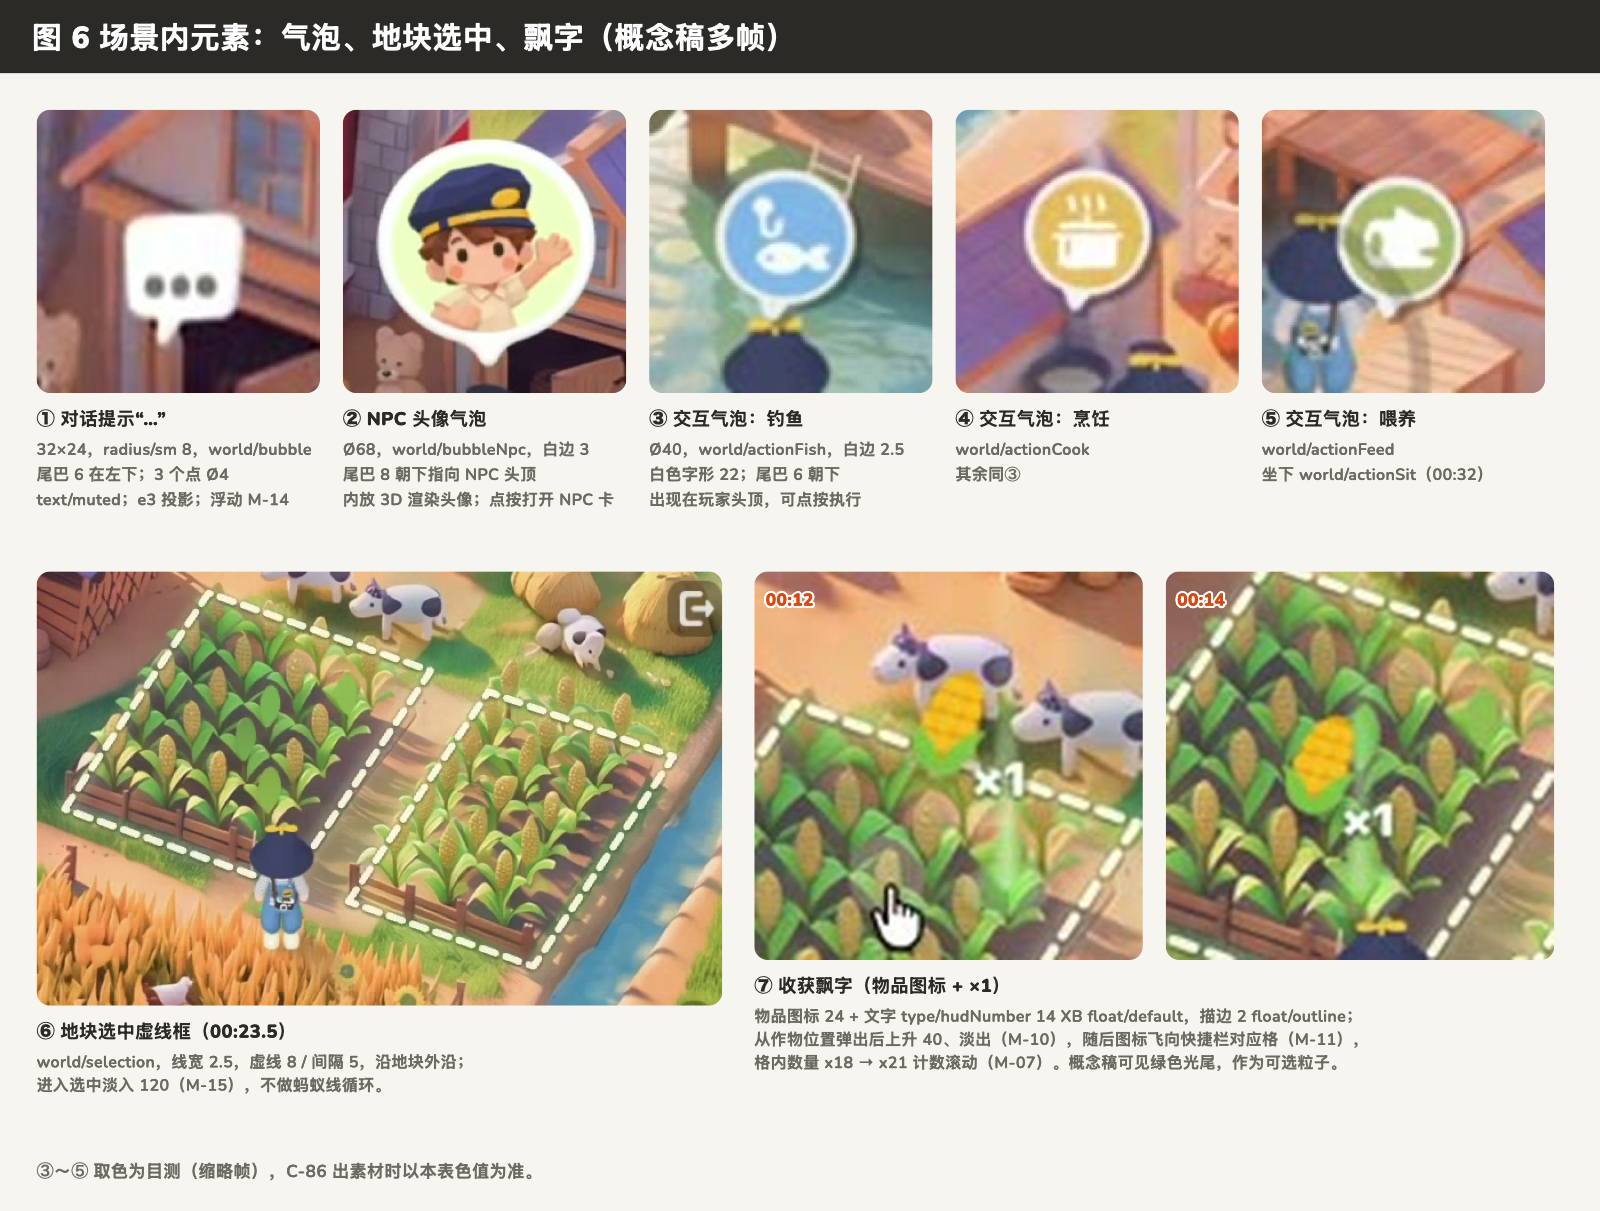 图 6 场景内元素：气泡、地块选中、飘字（概念稿多帧）
① 对话提示“…”
32×24，radius/sm 8，world/bubble
尾巴 6 在左下；3 个点 Ø4
text/muted；e3 投影；浮动 M-14
② NPC 头像气泡
Ø68，world/bubbleNpc，白边 3
尾巴 8 朝下指向 NPC 头顶
内放 3D 渲染头像；点按打开 NPC 卡
③ 交互气泡：钓鱼
Ø40，world/actionFish，白边 2.5
白色字形 22；尾巴 6 朝下
出现在玩家头顶，可点按执行
④ 交互气泡：烹饪
world/actionCook
其余同③
⑤ 交互气泡：喂养
world/actionFeed
坐下 world/actionSit（00:32）
⑥ 地块选中虚线框（00:23.5）
world/selection，线宽 2.5，虚线 8 / 间隔 5，沿地块外沿；
进入选中淡入 120（M-15），不做蚂蚁线循环。
00:12
×1
00:14
×1
⑦ 收获飘字（物品图标 + ×1）
物品图标 24 + 文字 type/hudNumber 14 XB float/default，描边 2 float/outline；
从作物位置弹出后上升 40、淡出（M-10），随后图标飞向快捷栏对应格（M-11），
格内数量 x18 → x21 计数滚动（M-07）。概念稿可见绿色光尾，作为可选粒子。
③～⑤ 取色为目测（缩略帧），C-86 出素材时以本表色值为准。